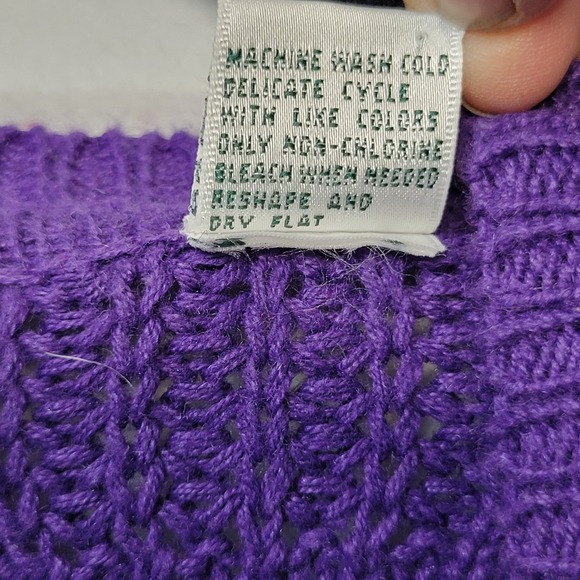 MACHINE WASH COLD
DELICATE CYCLE
WITH LIKE COLORS
ONLY NON-CHLORINE
BLEACH WHEN NEEDED
RESHAPE AND
DRY FLAT